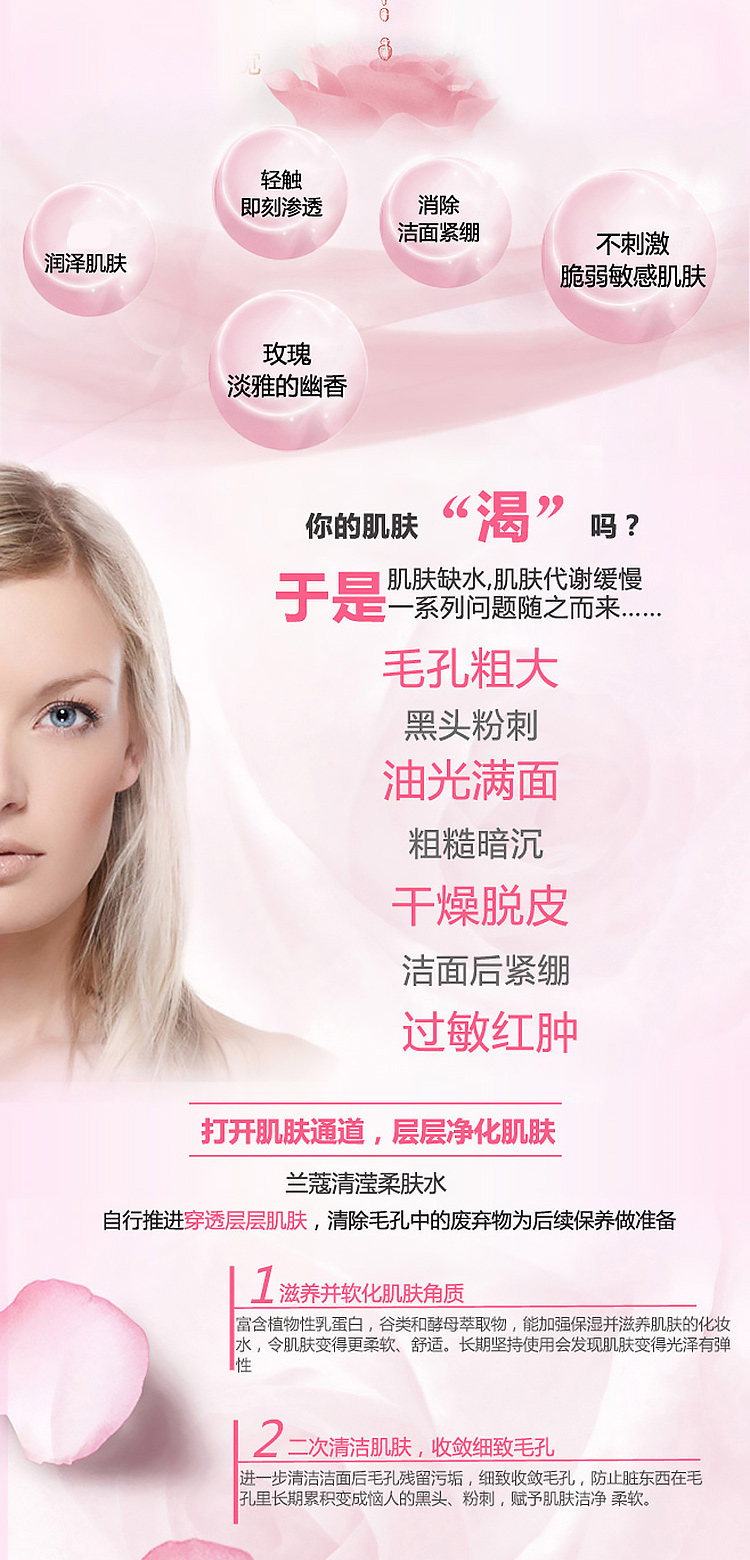 轻触
即刻渗透
消除
洁面紧绷
润泽肌肤
不刺激
脆弱敏感肌肤
玫瑰
淡雅的幽香
你的肌肤“渴”吗？
于是肌肤缺水,肌肤代谢缓慢
一系列问题随之而来......
毛孔粗大
黑头粉刺
油光满面
粗糙暗沉
干燥脱皮
洁面后紧绷
过敏红肿
打开肌肤通道，层层净化肌肤
兰蔻清滢柔肤水
自行推进穿透层层肌肤，清除毛孔中的废弃物为后续保养做准备
1 滋养并软化肌肤角质
富含植物性乳蛋白，谷类和酵母萃取物，能加强保湿并滋养肌肤的化妆
水，令肌肤变得更柔软、舒适。长期坚持使用会发现肌肤变得光泽有弹
性
2 二次清洁肌肤，收敛细致毛孔
进一步清洁洁面后毛孔残留污垢，细致收敛毛孔，防止脏东西在毛
孔里长期累积变成恼人的黑头、粉刺，赋予肌肤洁净 柔软。